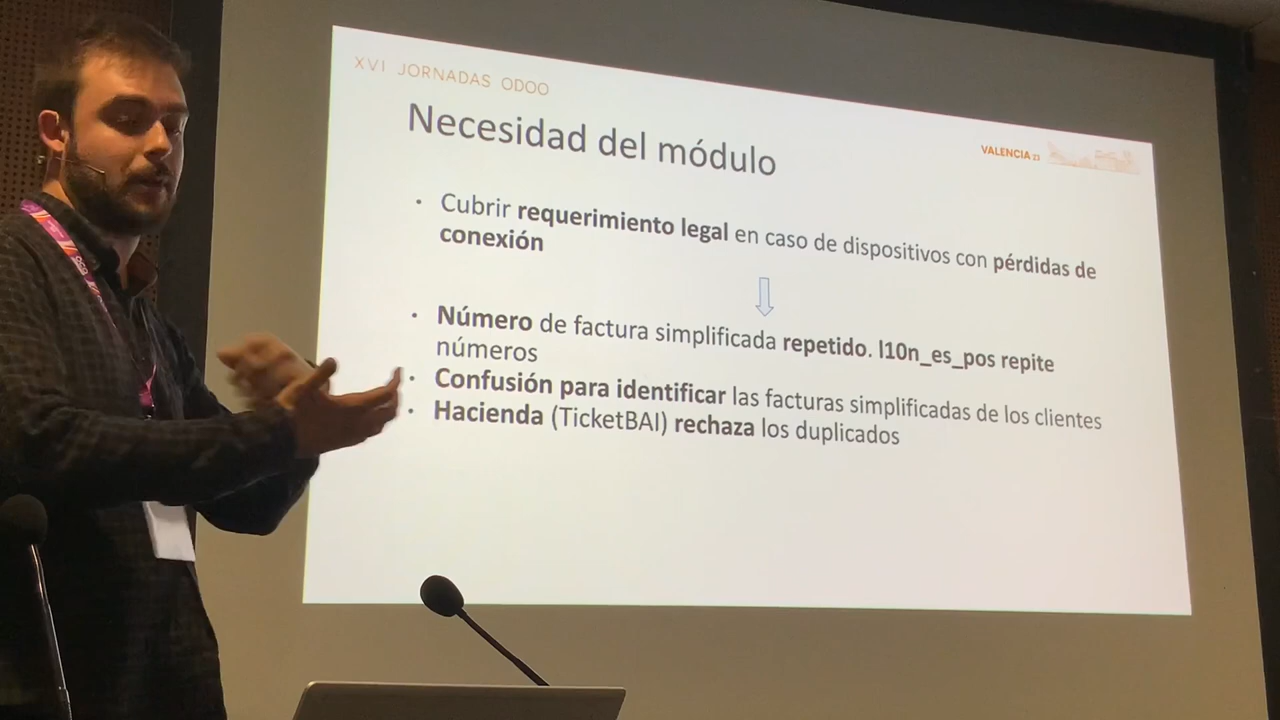 XVI JORNADAS ODOO
Necesidad del módulo
VALENCIA 23
• Cubrir requerimiento legal en caso de dispositivos con pérdidas de
conexión
• Número de factura simplificada repetido. l10n_es_pos repite
números
• Confusión para identificar las facturas simplificadas de los clientes
• Hacienda (TicketBAI) rechaza los duplicados